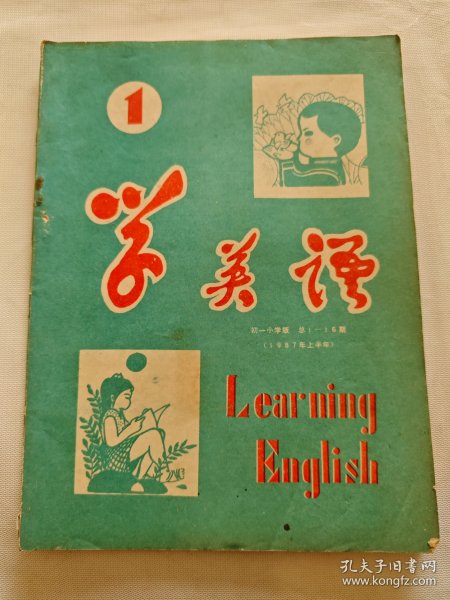 1
学英语
初一小学版 总1-16期
(1987年上半年)
Learning
English
孔夫子旧书网
www.kongfz.com